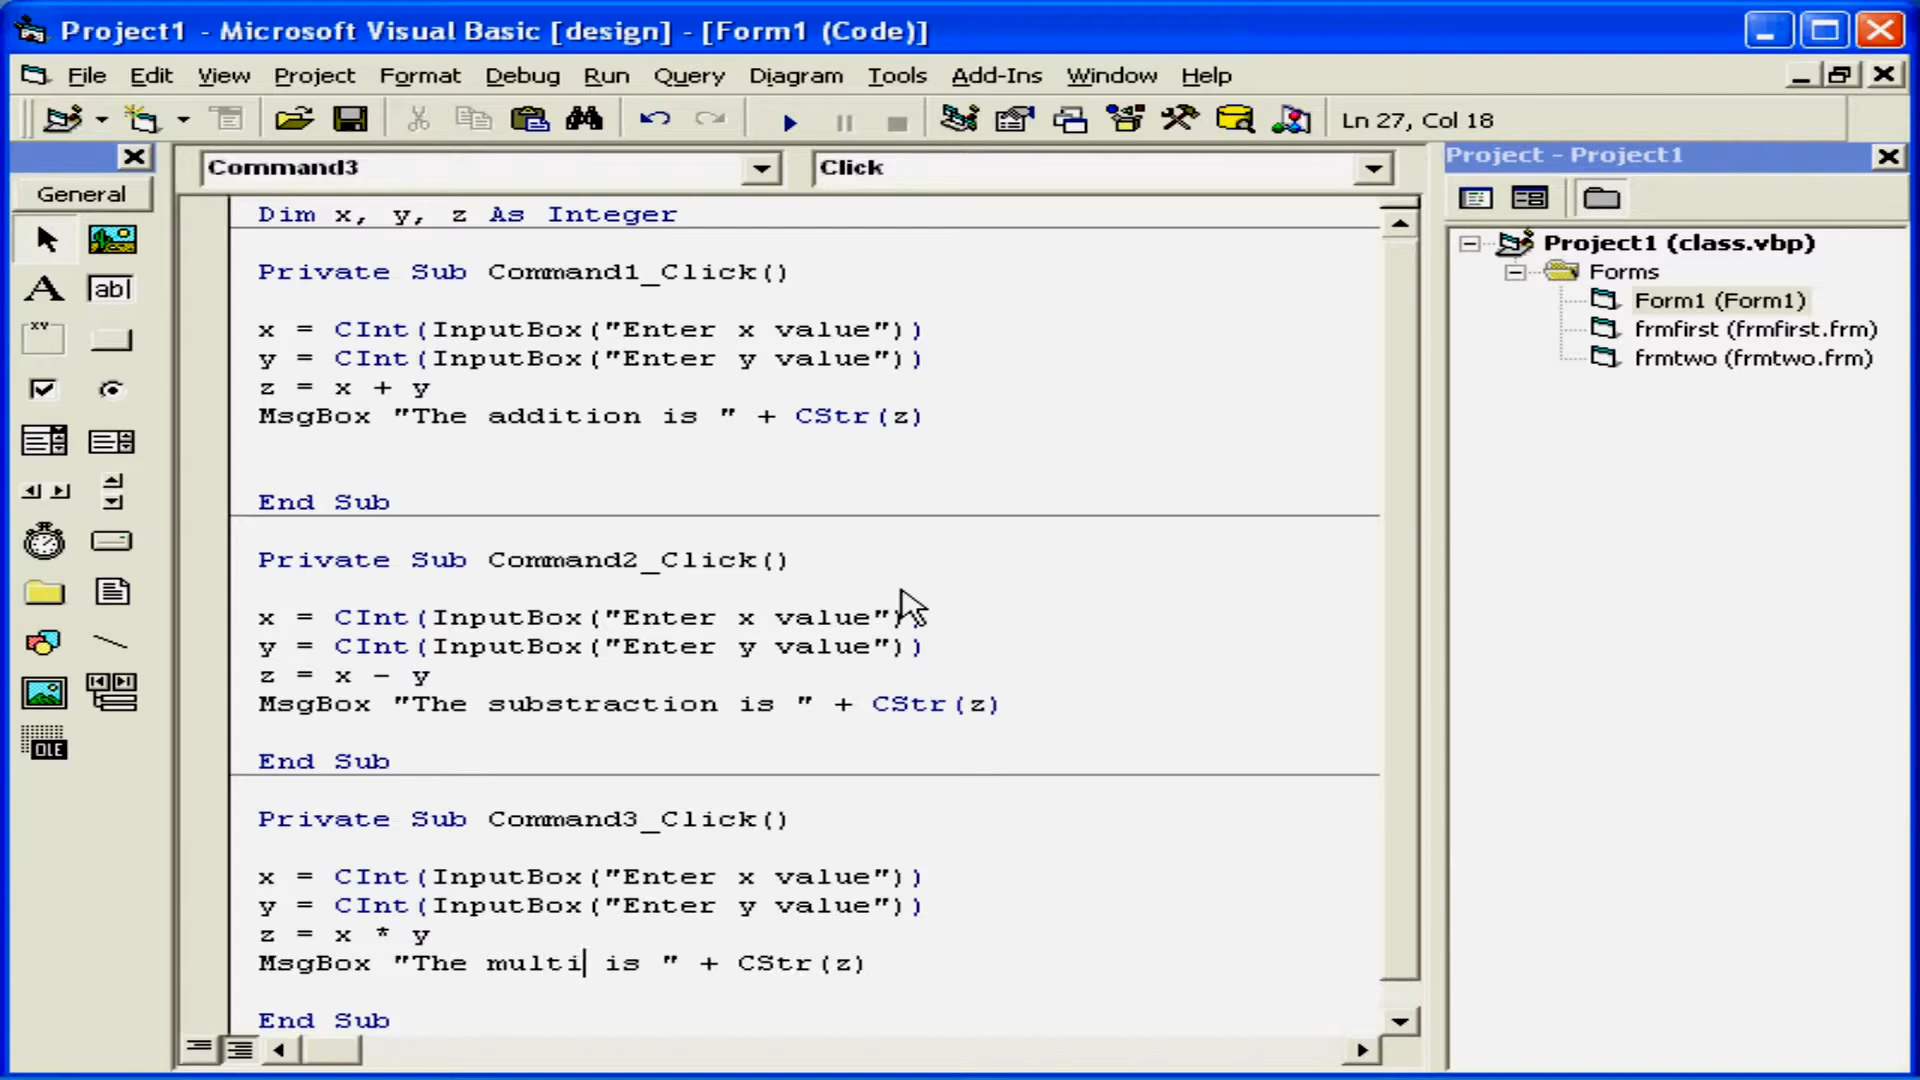 Project1 - Microsoft Visual Basic [design] - [Form1 (Code)]
File Edit View Project Format Debug Run Query Diagram Tools Add-Ins Window Help
Ln 27, Col 18
General
Command3
Click
Project - Project1
Dim x, y, z As Integer
Private Sub Command1_Click()
x = CInt(InputBox("Enter x value"))
y = CInt(InputBox("Enter y value"))
z = x + y
MsgBox "The addition is " + CStr(z)
End Sub
Private Sub Command2_Click()
x = CInt(InputBox("Enter x value"))
y = CInt(InputBox("Enter y value"))
z = x - y
MsgBox "The substraction is " + CStr(z)
End Sub
Private Sub Command3_Click()
x = CInt(InputBox("Enter x value"))
y = CInt(InputBox("Enter y value"))
z = x * y
MsgBox "The multi is " + CStr(z)
End Sub
Project1 (class.vbp)
Forms
Form1 (Form1)
frmfirst (frmfirst.frm)
frmtwo (frmtwo.frm)
A
ab
xy
OLE